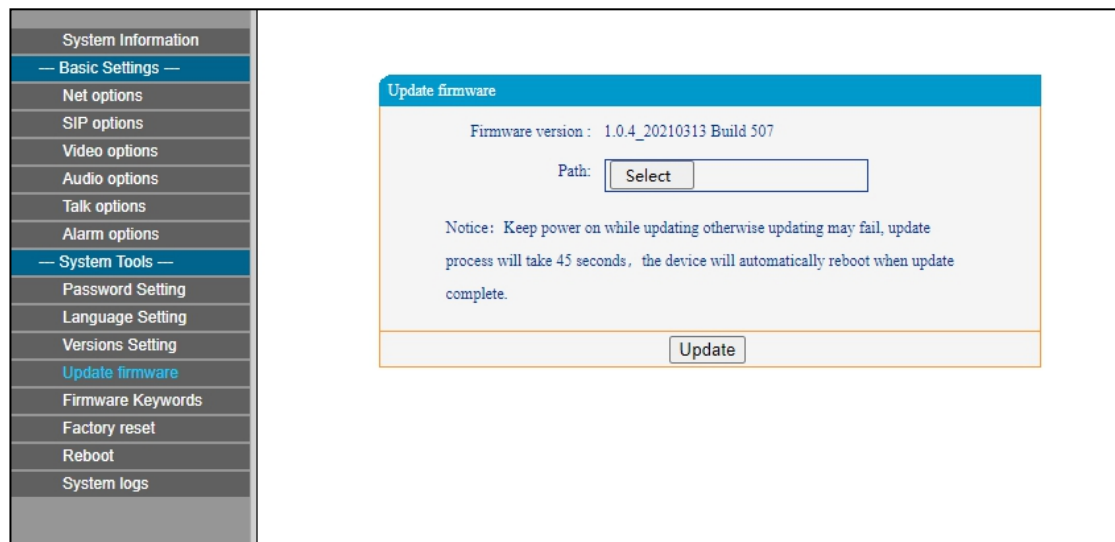 System Information
--- Basic Settings ---
Net options
SIP options
Video options
Audio options
Talk options
Alarm options
--- System Tools ---
Password Setting
Language Setting
Versions Setting
Update firmware
Firmware Keywords
Factory reset
Reboot
System logs
Update firmware
Firmware version : 1.0.4_20210313 Build 507
Path: Select
Notice: Keep power on while updating otherwise updating may fail, update
process will take 45 seconds, the device will automatically reboot when update
complete.
Update